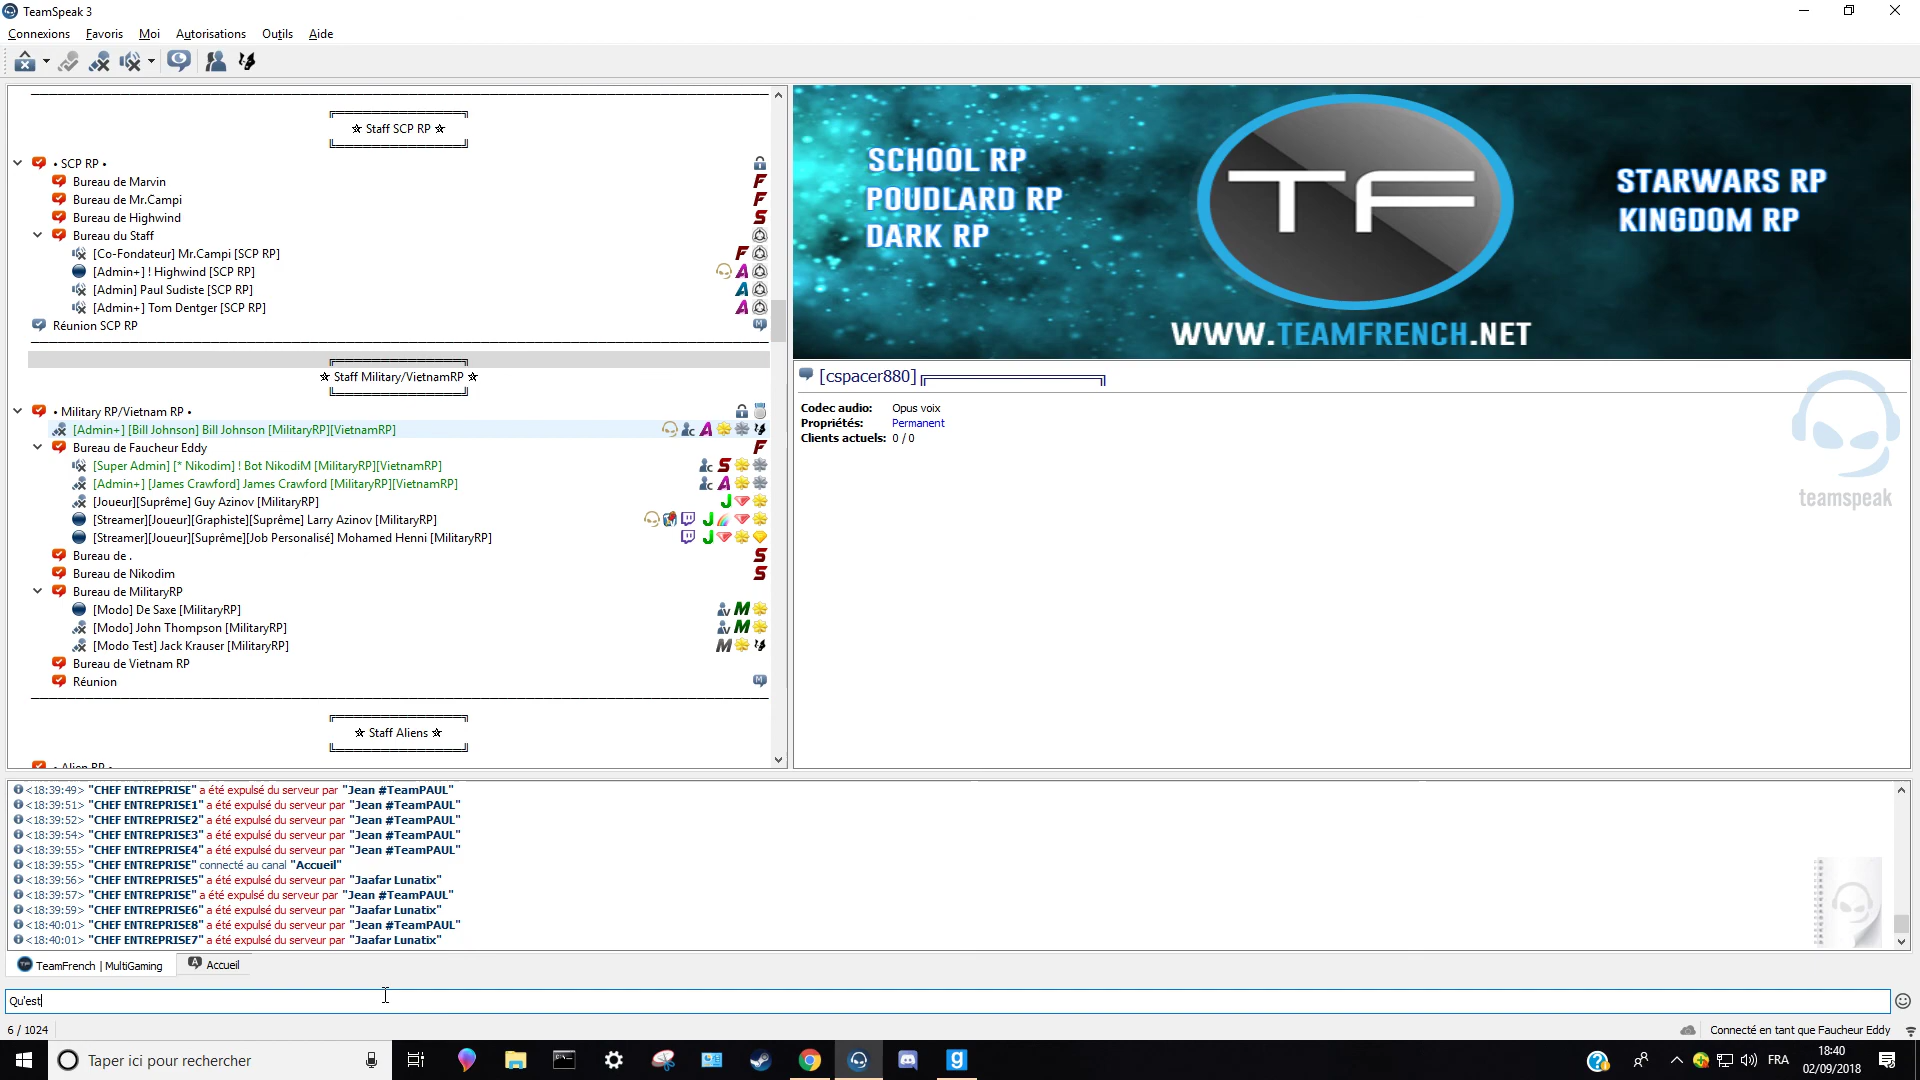 TeamSpeak 3
Connexions Favoris Moi Autorisations Outils Aide
☆ Staff SCP RP ☆
• SCP RP •
Bureau de Marvin
F
Bureau de Mr.Campi
F
Bureau de Highwind
S
Bureau du Staff
[Co-Fondateur] Mr.Campi [SCP RP]
F
[Admin+] ! Highwind [SCP RP]
A
[Admin] Paul Sudiste [SCP RP]
A
[Admin+] Tom Dentger [SCP RP]
A
Réunion SCP RP
M
☆ Staff Military/VietnamRP ☆
• Military RP/Vietnam RP •
[Admin+] [Bill Johnson] Bill Johnson [MilitaryRP][VietnamRP]
A
Bureau de Faucheur Eddy
F
[Super Admin] [* Nikodim] ! Bot NikodiM [MilitaryRP][VietnamRP]
S
[Admin+] [James Crawford] James Crawford [MilitaryRP][VietnamRP]
A
[Joueur][Suprême] Guy Azinov [MilitaryRP]
J
[Streamer][Joueur][Graphiste][Suprême] Larry Azinov [MilitaryRP]
J
[Streamer][Joueur][Suprême][Job Personalisé] Mohamed Henni [MilitaryRP]
J
Bureau de .
S
Bureau de Nikodim
S
Bureau de MilitaryRP
[Modo] De Saxe [MilitaryRP]
M
[Modo] John Thompson [MilitaryRP]
M
[Modo Test] Jack Krauser [MilitaryRP]
M
Bureau de Vietnam RP
Réunion
M
☆ Staff Aliens ☆
• Alien RP •
SCHOOL RP
POUDLARD RP
DARK RP
TF
STARWARS RP
KINGDOM RP
WWW.TEAMFRENCH.NET
[cspacer880]╔══════════════╗
Codec audio: Opus voix
Propriétés: Permanent
Clients actuels: 0 / 0
teamspeak
<18:39:49> "CHEF ENTREPRISE" a été expulsé du serveur par "Jean #TeamPAUL"
<18:39:51> "CHEF ENTREPRISE1" a été expulsé du serveur par "Jean #TeamPAUL"
<18:39:52> "CHEF ENTREPRISE2" a été expulsé du serveur par "Jean #TeamPAUL"
<18:39:54> "CHEF ENTREPRISE3" a été expulsé du serveur par "Jean #TeamPAUL"
<18:39:55> "CHEF ENTREPRISE4" a été expulsé du serveur par "Jean #TeamPAUL"
<18:39:55> "CHEF ENTREPRISE" connecté au canal "Accueil"
<18:39:56> "CHEF ENTREPRISE5" a été expulsé du serveur par "Jaafar Lunatix"
<18:39:57> "CHEF ENTREPRISE" a été expulsé du serveur par "Jean #TeamPAUL"
<18:39:59> "CHEF ENTREPRISE6" a été expulsé du serveur par "Jaafar Lunatix"
<18:40:01> "CHEF ENTREPRISE8" a été expulsé du serveur par "Jean #TeamPAUL"
<18:40:01> "CHEF ENTREPRISE7" a été expulsé du serveur par "Jaafar Lunatix"
TeamFrench | MultiGaming Accueil
Qu'est
6 / 1024
Connecté en tant que Faucheur Eddy
Taper ici pour rechercher
FRA
18:40
02/09/2018